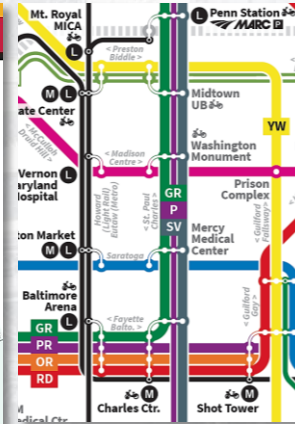 Mt. Royal
MICA
L
L
Penn Station
MARC P
< Preston
Biddle >
M L
ate Center
Midtown
UB
YW
< McCulloh
Druid Hill >
< Madison
Centre >
Washington
Monument
Vernon
aryland
ospital
L
Howard
(Light Rail)
Eutaw (Metro)
< St. Paul
Charles >
GR
P
SV
Prison
Complex
< Guilford
Fallsway >
ton Market
M L
Saratoga
Mercy
Medical
Center
Baltimore
Arena
L
< Fayette
Balto. >
< Guilford
Gay >
GR
PR
OR
RD
M
Charles Ctr.
M
Shot Tower
M
edical Ctr.